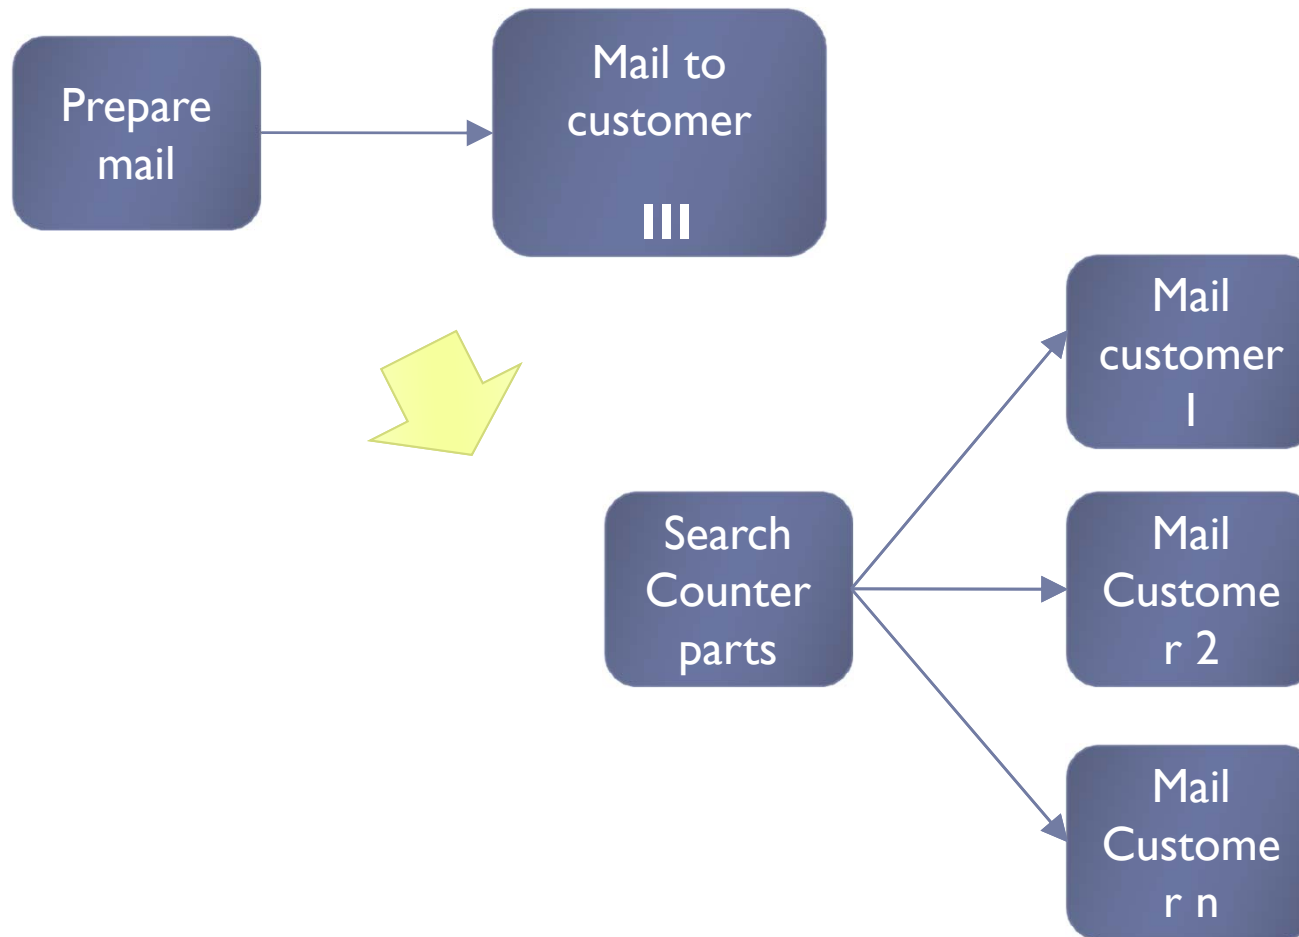 Prepare
mail
Mail to
customer
Mail
customer
1
Search
Counter
parts
Mail
Custome
r 2
Mail
Custome
r n